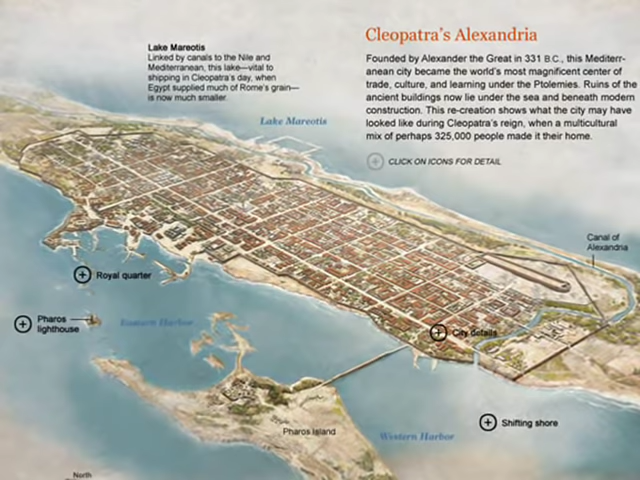 Cleopatra's Alexandria
Founded by Alexander the Great in 331 B.C., this Mediterr-
anean city became the world's most magnificent center of
trade, culture, and learning under the Ptolemies. Ruins of the
ancient buildings now lie under the sea and beneath modern
construction. This re-creation shows what the city may have
looked like during Cleopatra's reign, when a multicultural
mix of perhaps 325,000 people made it their home.
CLICK ON ICONS FOR DETAIL
Lake Mareotis
Linked by canals to the Nile and
Mediterranean, this lake—vital to
shipping in Cleopatra's day, when
Egypt supplied much of Rome's grain—
is now much smaller.
Lake Mareotis
Canal of
Alexandria
Royal quarter
Pharos
lighthouse
Eastern Harbor
City details
Shifting shore
Pharos Island
Western Harbor
North